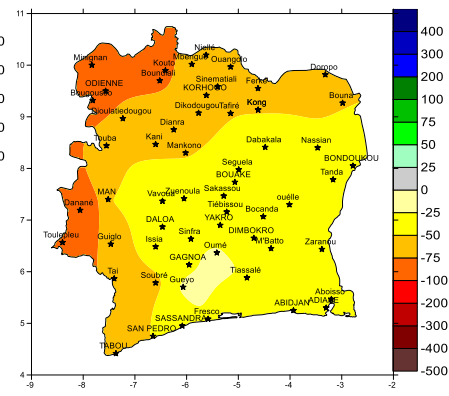 11
10
9
8
7
6
5
4
-9
-8
-7
-6
-5
-4
-3
-2
Niellé
Mbengué
Ouangolo
Minignan
Kouto
Boundiali
Doropo
ODIENNE
Sinematiali
Ferké
KORHOGO
Bougousso
Bouna
Dikodougou
Tafiré
Kong
Djoulatiedougou
Dianra
Touba
Kani
Mankono
Dabakala
Nassian
BONDOUKOU
Seguela
BOUAKE
Tanda
MAN
Vavoua
Zuenoula
Sakassou
Danané
Tiébissou
ouélle
Bocanda
DALOA
YAKRO
Toulepleu
Guiglo
Issia
Sinfra
DIMBOKRO
M'Batto
Zaranou
Oumé
GAGNOA
Tai
Soubré
Gueyo
Tiassalé
Aboisso
ADIAKE
ABIDJAN
Fresco
SASSANDRA
SAN PEDRO
TABOU
400
300
200
100
75
50
25
0
-25
-50
-75
-100
-200
-300
-400
-500